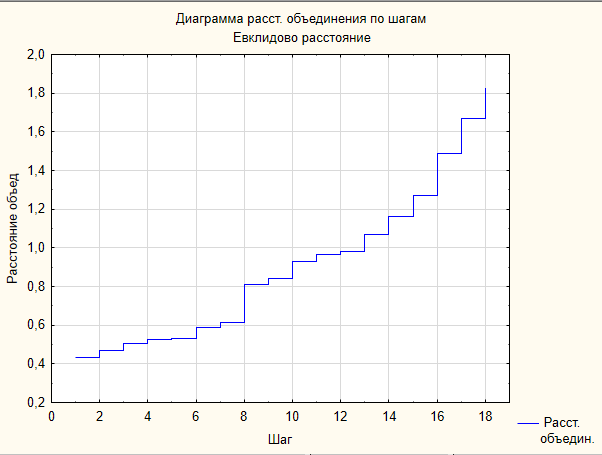 Диаграмма расст. объединения по шагам
Евклидово расстояние
2,0
1,8
1,6
1,4
1,2
1,0
0,8
0,6
0,4
0,2
Расстояние объед
0 2 4 6 8 10 12 14 16 18
Шаг
Расст.
объедин.